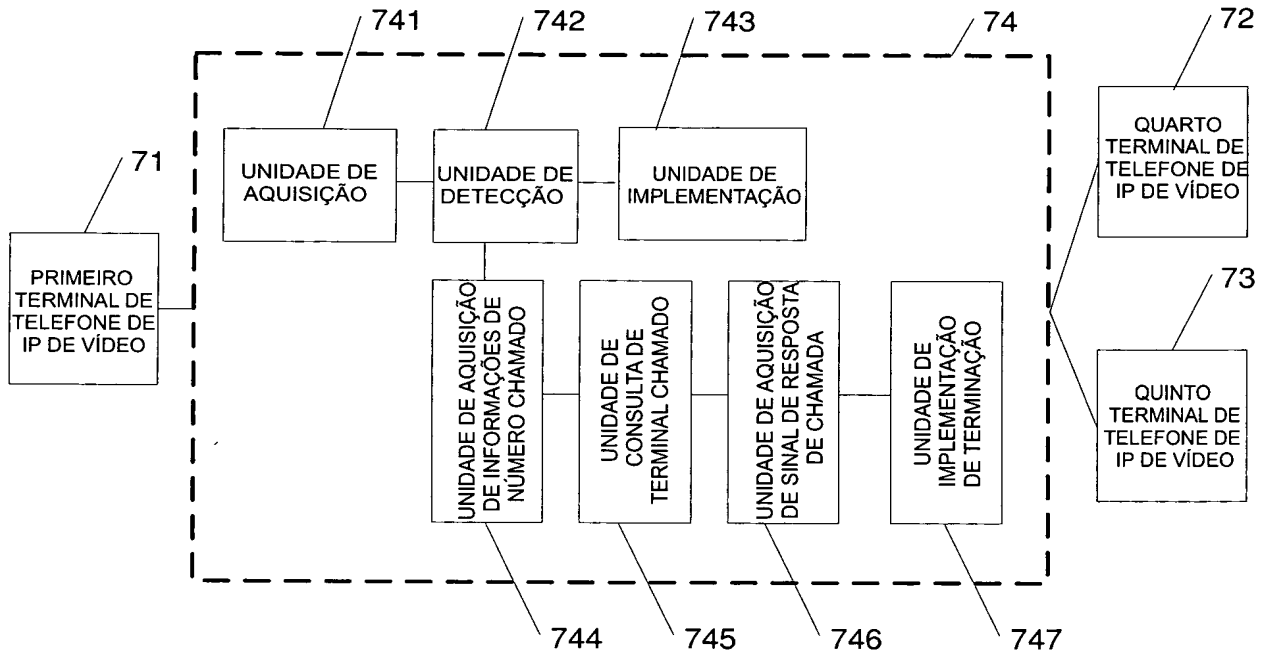 741
742
743
74
72
71
UNIDADE DE
AQUISIÇÃO
UNIDADE DE
DETECÇÃO
UNIDADE DE
IMPLEMENTAÇÃO
QUARTO
TERMINAL DE
TELEFONE DE
IP DE VÍDEO
PRIMEIRO
TERMINAL DE
TELEFONE DE
IP DE VÍDEO
73
UNIDADE DE AQUISIÇÃO
DE INFORMAÇÕES DE
NÚMERO CHAMADO
UNIDADE DE
CONSULTA DE
TERMINAL CHAMADO
UNIDADE DE AQUISIÇÃO
DE SINAL DE RESPOSTA
DE CHAMADA
UNIDADE DE
IMPLEMENTAÇÃO
DE TERMINAÇÃO
QUINTO
TERMINAL DE
TELEFONE DE
IP DE VÍDEO
744
745
746
747